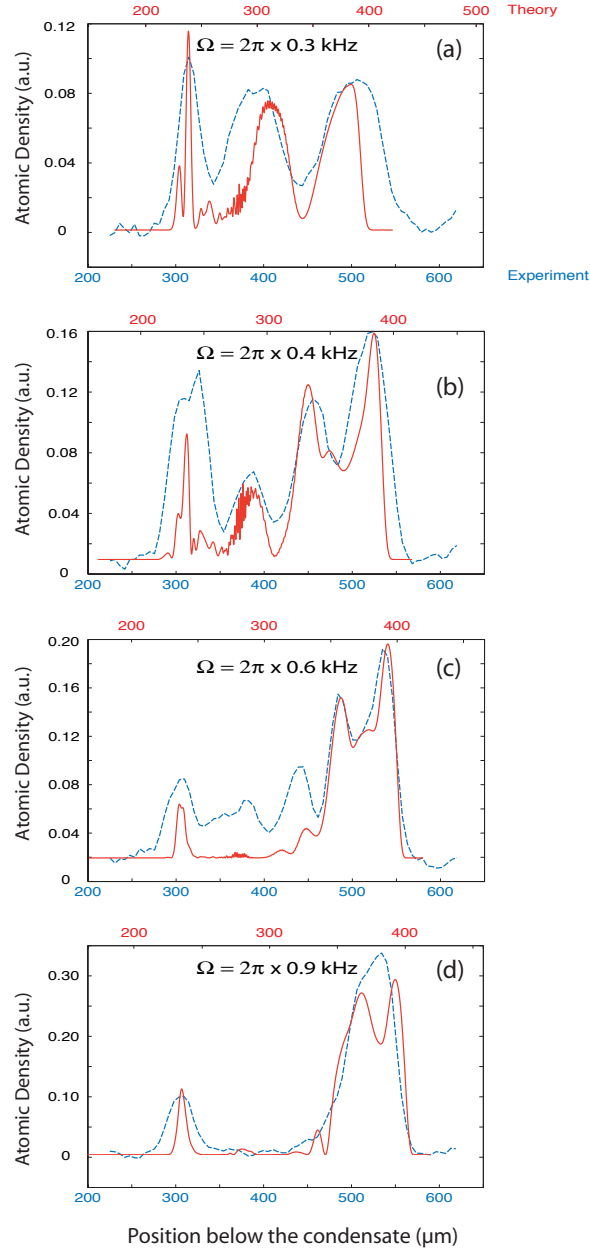 200 300 400 500 Theory
0.12
0.08
0.04
0
Atomic Density (a.u.)
Ω = 2π x 0.3 kHz
(a)
200 300 400 500 600 Experiment
200 300 400
0.16
0.12
0.08
0.04
0
Atomic Density (a.u.)
Ω = 2π x 0.4 kHz
(b)
200 300 400 500 600
200 300 400
0.20
0.16
0.12
0.08
0.04
0
Atomic Density (a.u.)
Ω = 2π x 0.6 kHz
(c)
200 300 400 500 600
200 300 400
0.30
0.10
0.10
0
Atomic Density (a.u.)
Ω = 2π x 0.9 kHz
(d)
200 300 400 500 600
Position below the condensate (μm)